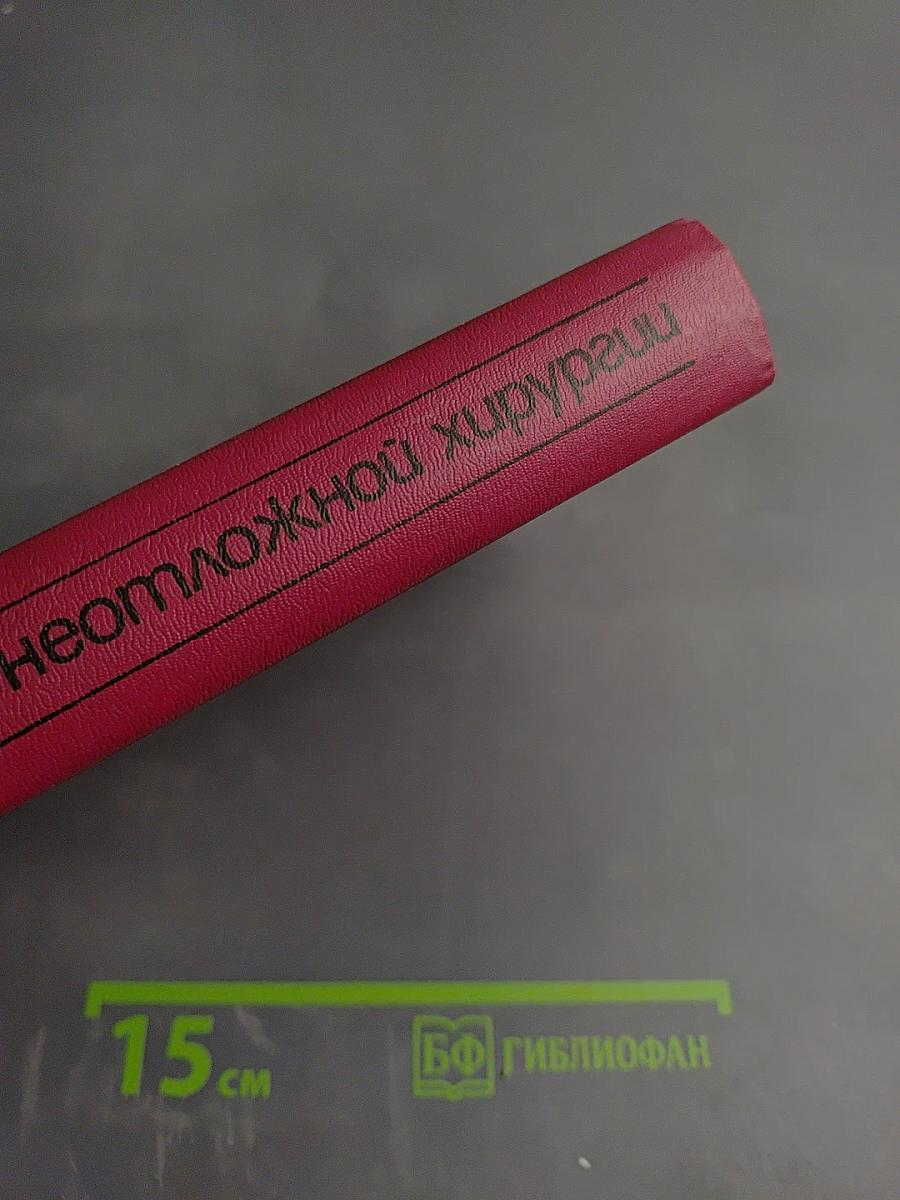 неотложной хирургии
15 см
БФ ГИБЛИОФАН